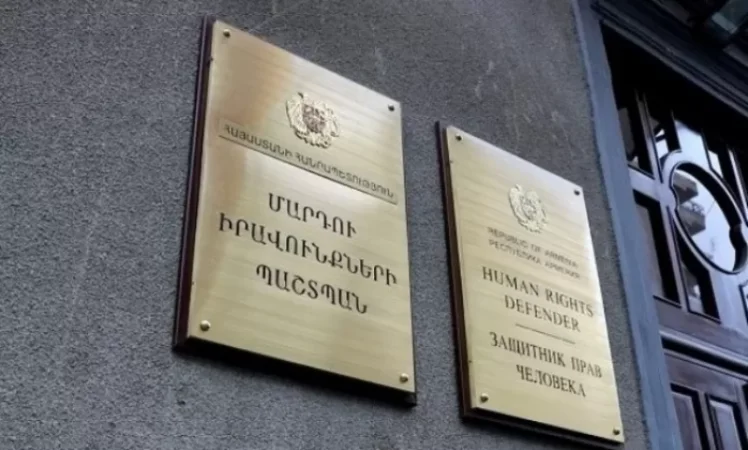 ՀԱՅԱՍՏԱՆԻ ՀԱՆՐԱՊԵՏՈՒԹՅՈՒՆ
ՄԱՐԴՈՒ
ԻՐԱՎՈՒՆՔՆԵՐԻ
ՊԱՇՏՊԱՆ
REPUBLIC OF ARMENIA
РЕСПУБЛИКА АРМЕНИЯ
HUMAN RIGHTS
DEFENDER
ЗАЩИТНИК ПРАВ
ЧЕЛОВЕКА